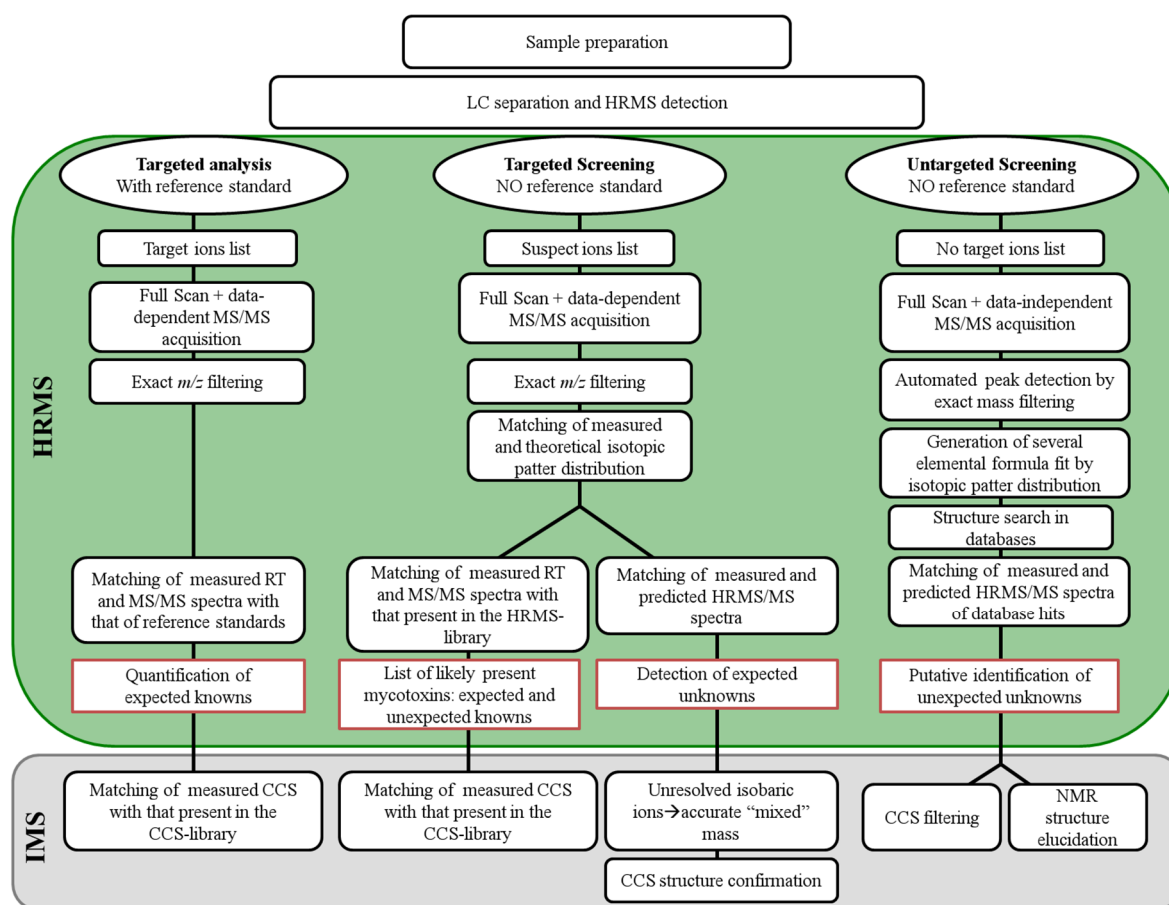 Sample preparation
LC separation and HRMS detection
HRMS
Targeted analysis
With reference standard
Target ions list
Full Scan + data-
dependent MS/MS
acquisition
Exact m/z filtering
Matching of measured RT
and MS/MS spectra with
that of reference standards
Quantification of
expected knowns
Targeted Screening
NO reference standard
Suspect ions list
Full Scan + data-dependent
MS/MS acquisition
Exact m/z filtering
Matching of measured
and theoretical isotopic
patter distribution
Matching of measured RT
and MS/MS spectra with
that present in the HRMS-
library
List of likely present
mycotoxins: expected and
unexpected knowns
Matching of measured and
predicted HRMS/MS
spectra
Detection of expected
unknowns
Untargeted Screening
NO reference standard
No target ions list
Full Scan + data-independent
MS/MS acquisition
Automated peak detection by
exact mass filtering
Generation of several
elemental formula fit by
isotopic patter distribution
Structure search in
databases
Matching of measured and
predicted HRMS/MS spectra
of database hits
Putative identification of
unexpected unknowns
IMS
Matching of measured CCS
with that present in the
CCS-library
Matching of measured CCS
with that present in the
CCS-library
Unresolved isobaric
ions→accurate “mixed”
mass
CCS structure confirmation
CCS filtering
NMR
structure
elucidation